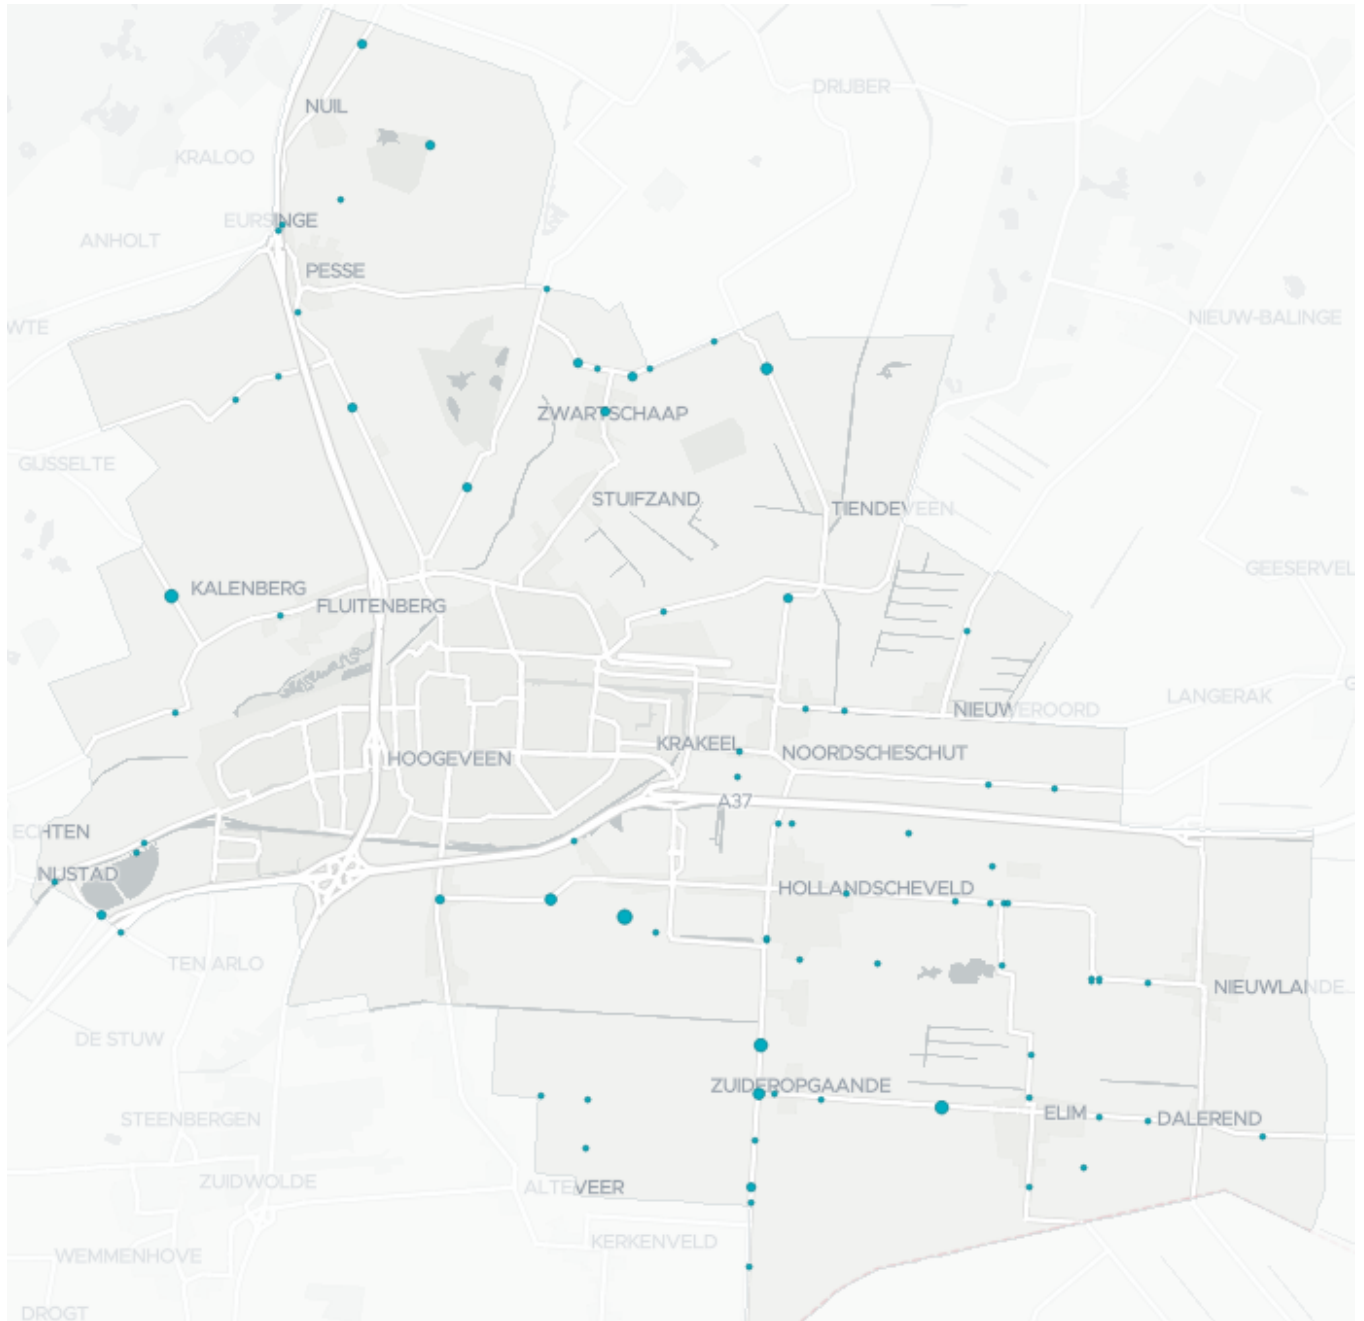 DRIJBER
NUIL
KRALOO
EURSINGE
ANHOLT
PESSE
WTE
NIEUW-BALINGE
ZWARTSCHAAP
GIJSSELTE
STUIFZAND
TIENDEVEEN
GEESERVEL
KALENBERG
FLUITENBERG
LANGERAK
G
NIEUWEROORD
KRAKEEL
NOORDSCHESCHUT
HOOGEVEEN
A37
ECHTEN
NIJSTAD
HOLLANDSCHEVELD
TEN ARLO
NIEUWLANDE...
DE STUW
ZUIDEROPGAANDE
STEENBERGEN
ELIM
DALEREND
ZUIDWOLDE
ALTEVEER
KERKENVELD
WEMMENHOVE
DROGT